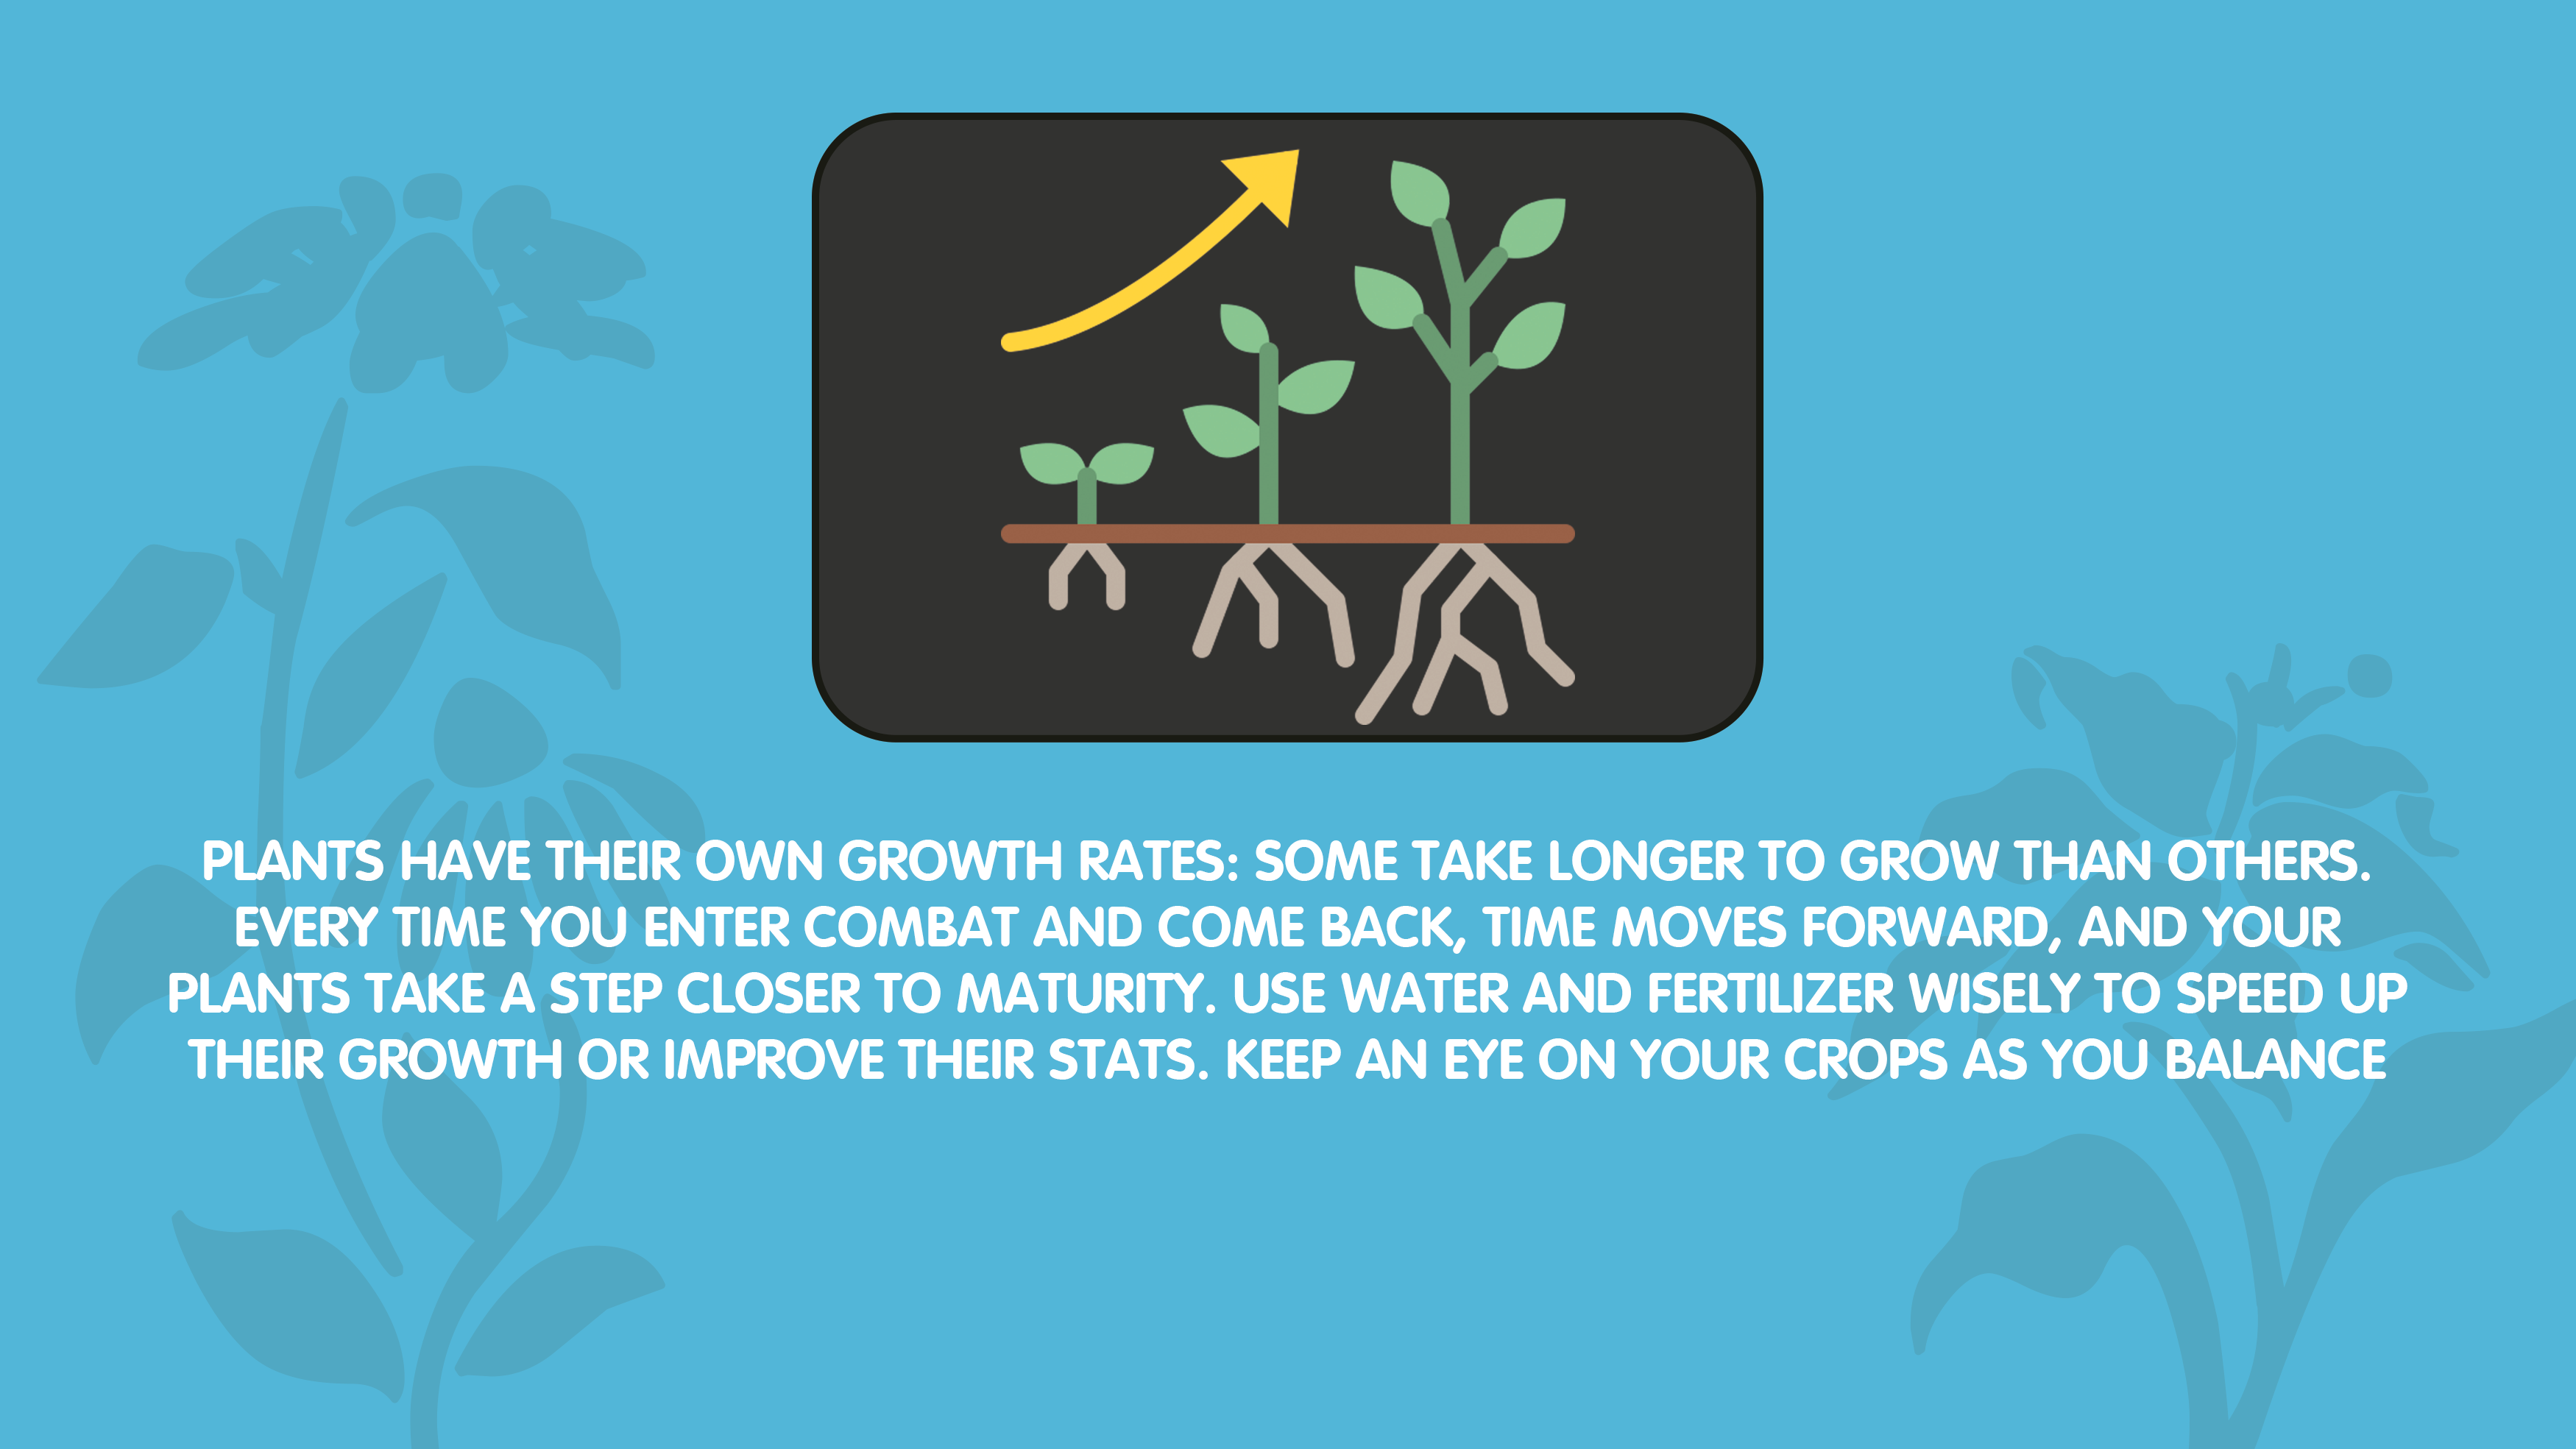 PLANTS HAVE THEIR OWN GROWTH RATES: SOME TAKE LONGER TO GROW THAN OTHERS.
EVERY TIME YOU ENTER COMBAT AND COME BACK, TIME MOVES FORWARD, AND YOUR
PLANTS TAKE A STEP CLOSER TO MATURITY. USE WATER AND FERTILIZER WISELY TO SPEED UP
THEIR GROWTH OR IMPROVE THEIR STATS. KEEP AN EYE ON YOUR CROPS AS YOU BALANCE